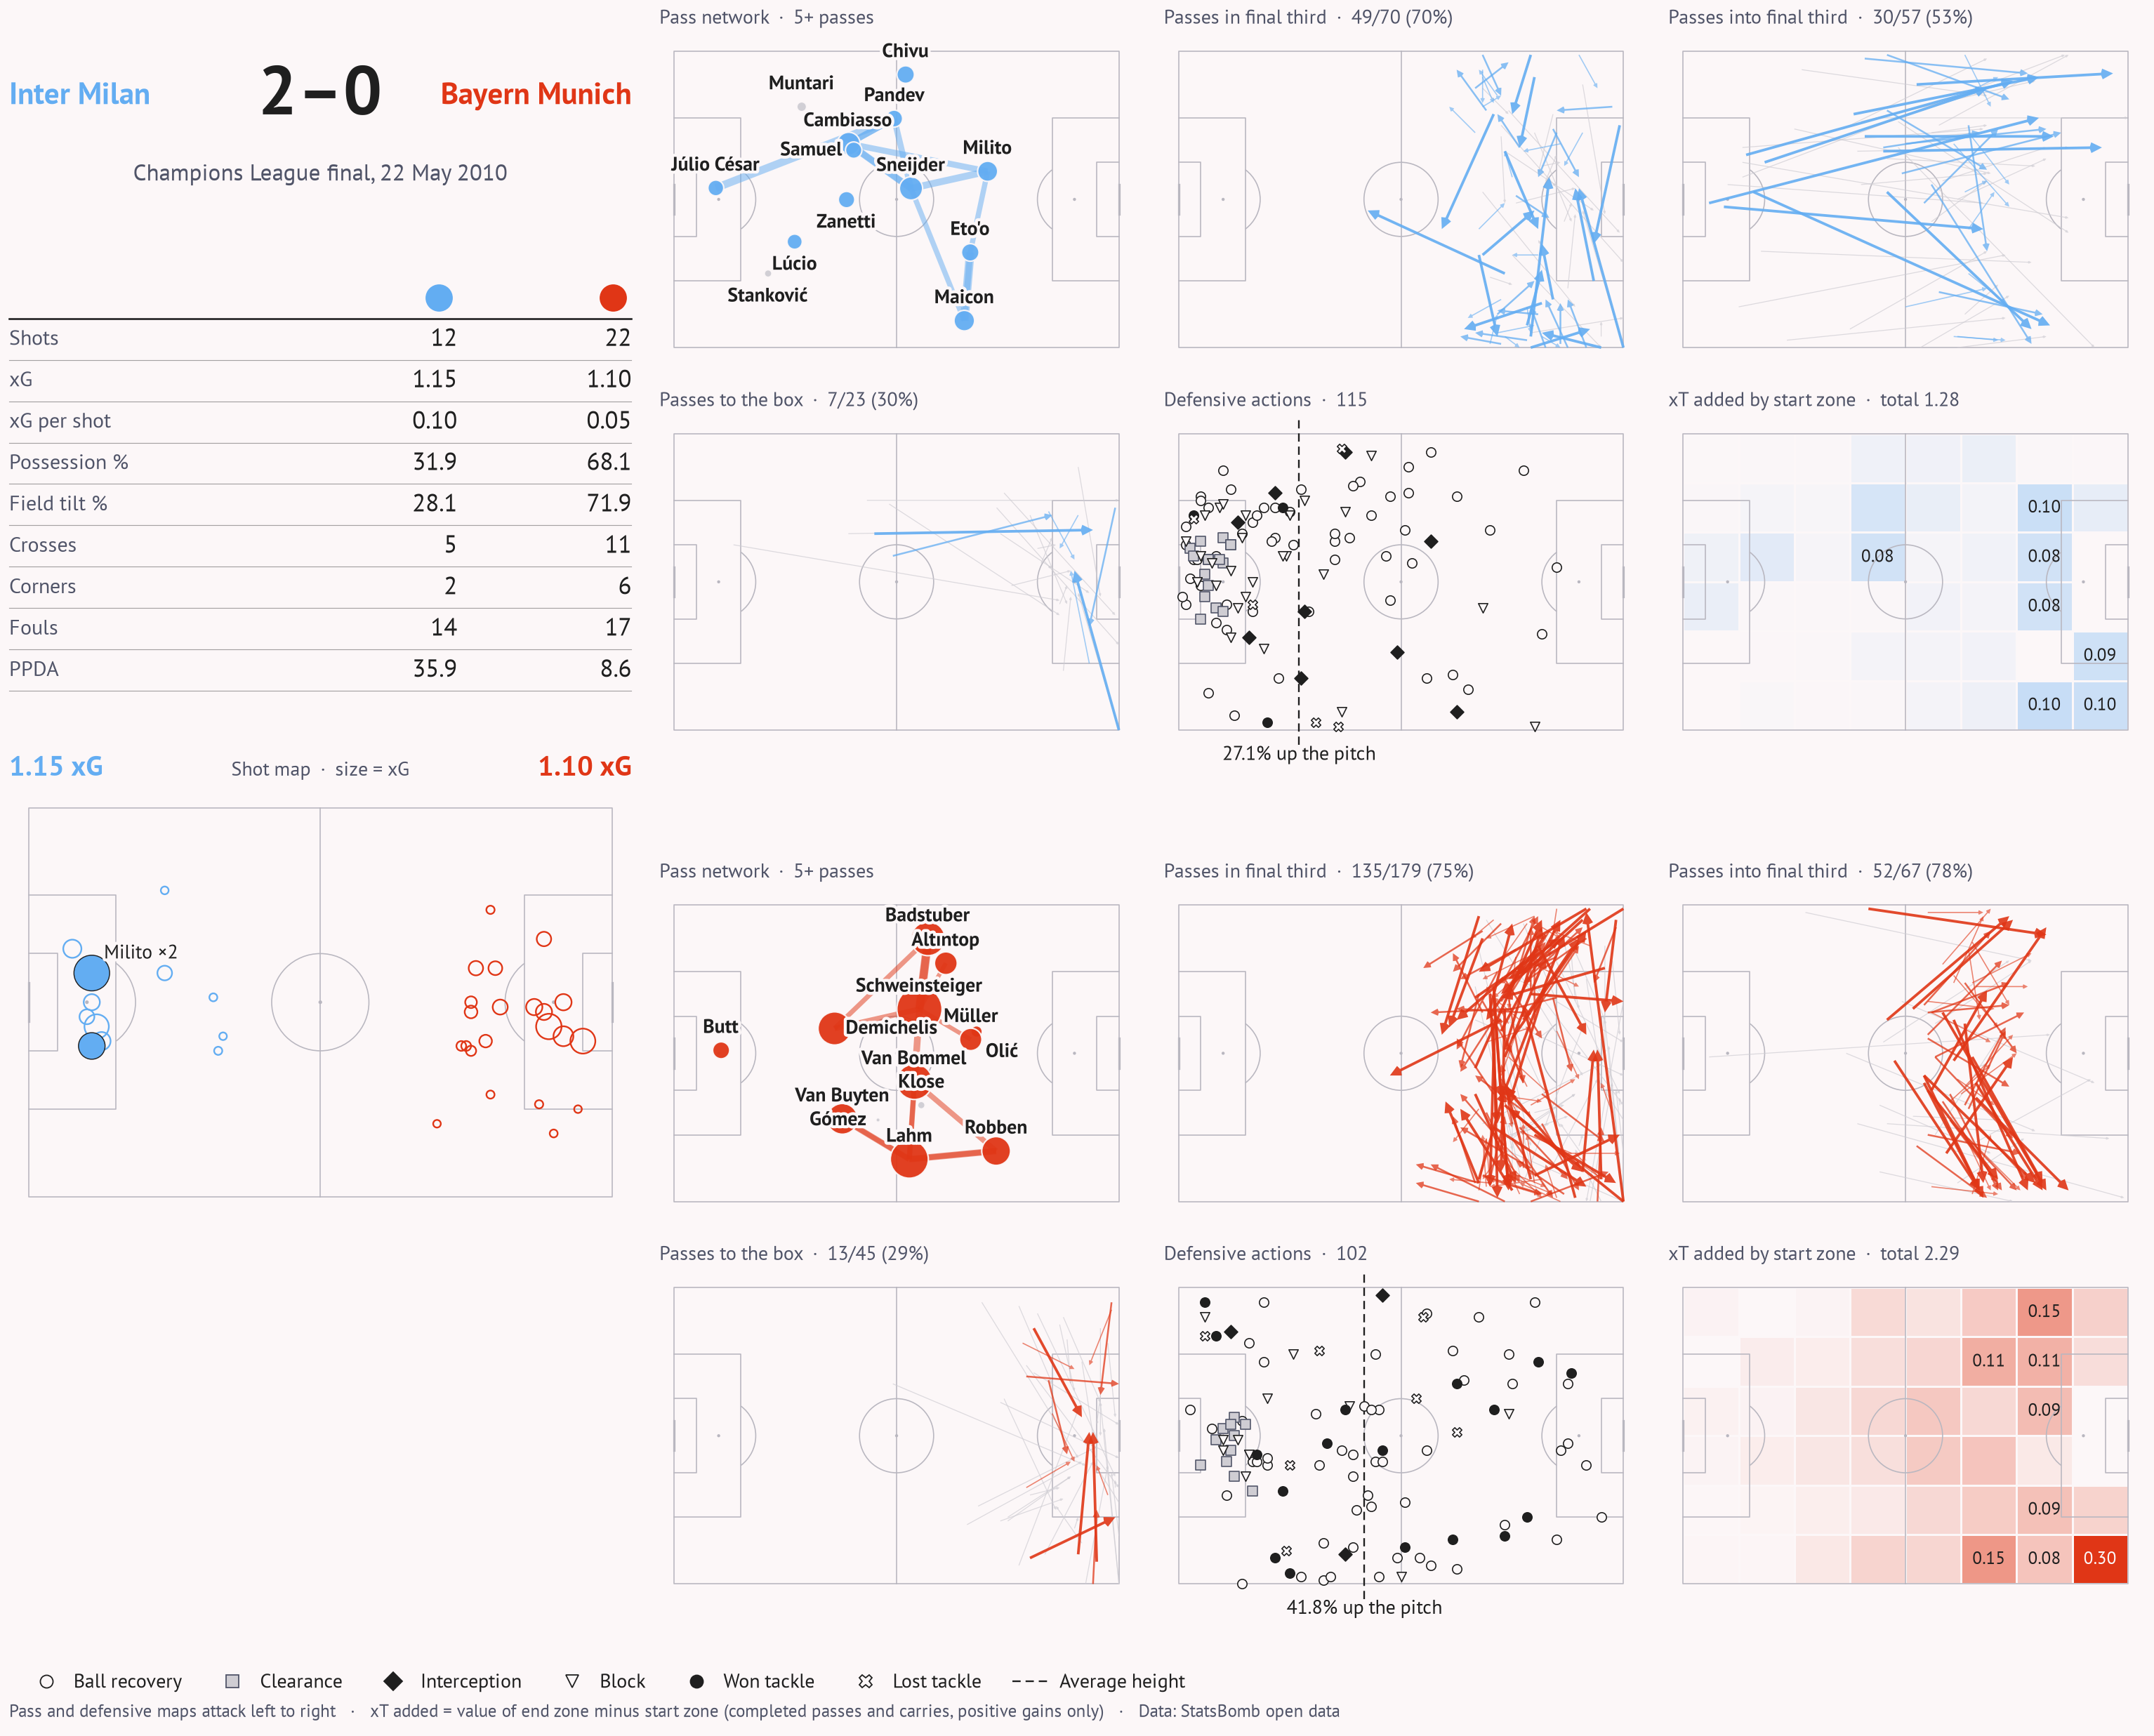 Inter Milan 2–0 Bayern Munich
Champions League final, 22 May 2010
Shots 12 22
xG 1.15 1.10
xG per shot 0.10 0.05
Possession % 31.9 68.1
Field tilt % 28.1 71.9
Crosses 5 11
Corners 2 6
Fouls 14 17
PPDA 35.9 8.6
1.15 xG Shot map · size = xG 1.10 xG
Milito ×2
Pass network · 5+ passes
Chivu
Muntari
Pandev
Cambiasso
Samuel
Milito
Júlio César
Sneijder
Zanetti
Eto'o
Lúcio
Stanković
Maicon
Passes in final third · 49/70 (70%)
Passes into final third · 30/57 (53%)
Passes to the box · 7/23 (30%)
Defensive actions · 115
27.1% up the pitch
xT added by start zone · total 1.28
0.10
0.08 0.08
0.08
0.09
0.10 0.10
Pass network · 5+ passes
Badstuber
Altıntop
Schweinsteiger
Müller
Butt
Demichelis
Olić
Van Bommel
Klose
Van Buyten
Gómez
Lahm
Robben
Passes in final third · 135/179 (75%)
Passes into final third · 52/67 (78%)
Passes to the box · 13/45 (29%)
Defensive actions · 102
41.8% up the pitch
xT added by start zone · total 2.29
0.15
0.11 0.11
0.09
0.09
0.15 0.08 0.30
Ball recovery Clearance Interception Block Won tackle Lost tackle Average height
Pass and defensive maps attack left to right · xT added = value of end zone minus start zone (completed passes and carries, positive gains only) · Data: StatsBomb open data